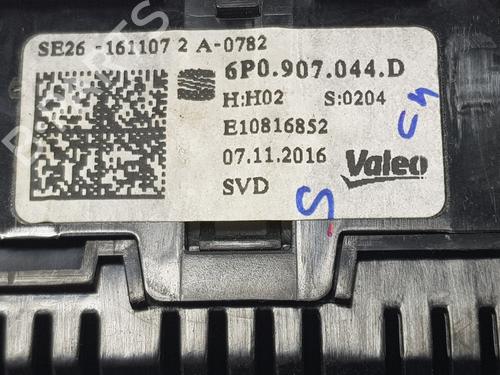 SE26 -161107 2 A-0782
6P0.907.044.D
H:H02 S:0204
E10816852
07.11.2016 Valeo
SVD